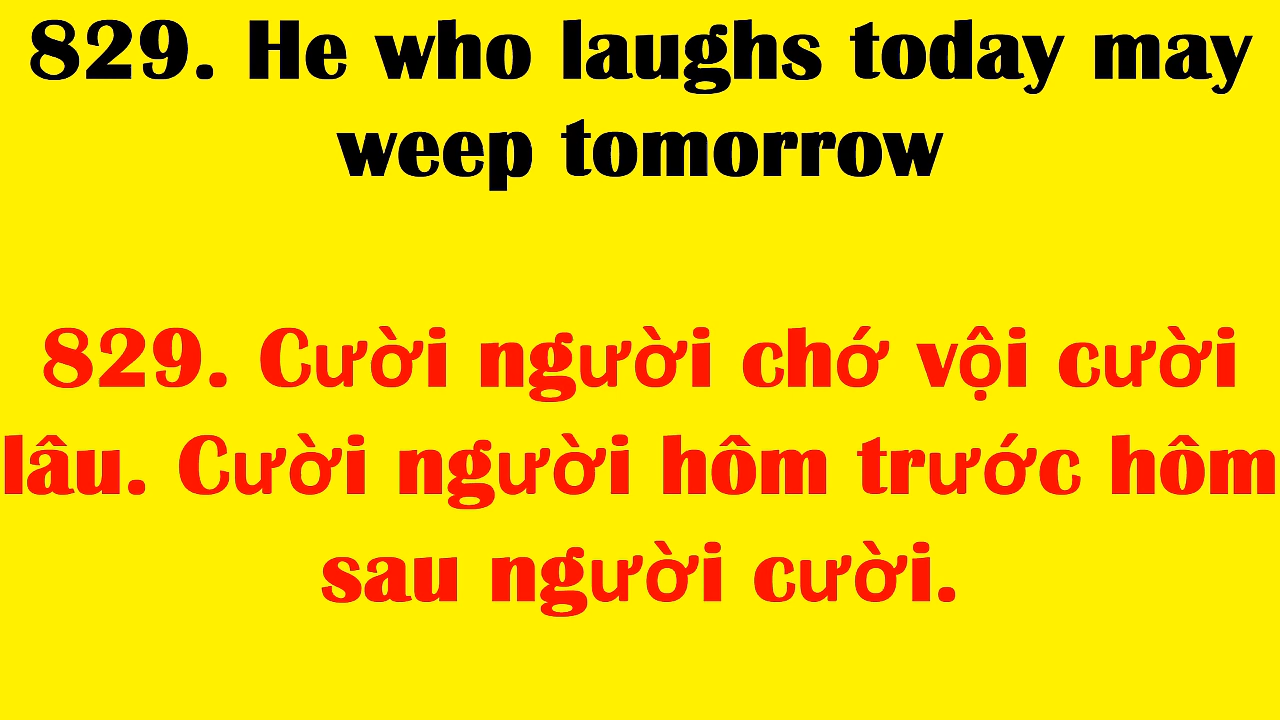 829. He who laughs today may
weep tomorrow
829. Cười người chớ vội cười
lâu. Cười người hôm trước hôm
sau người cười.